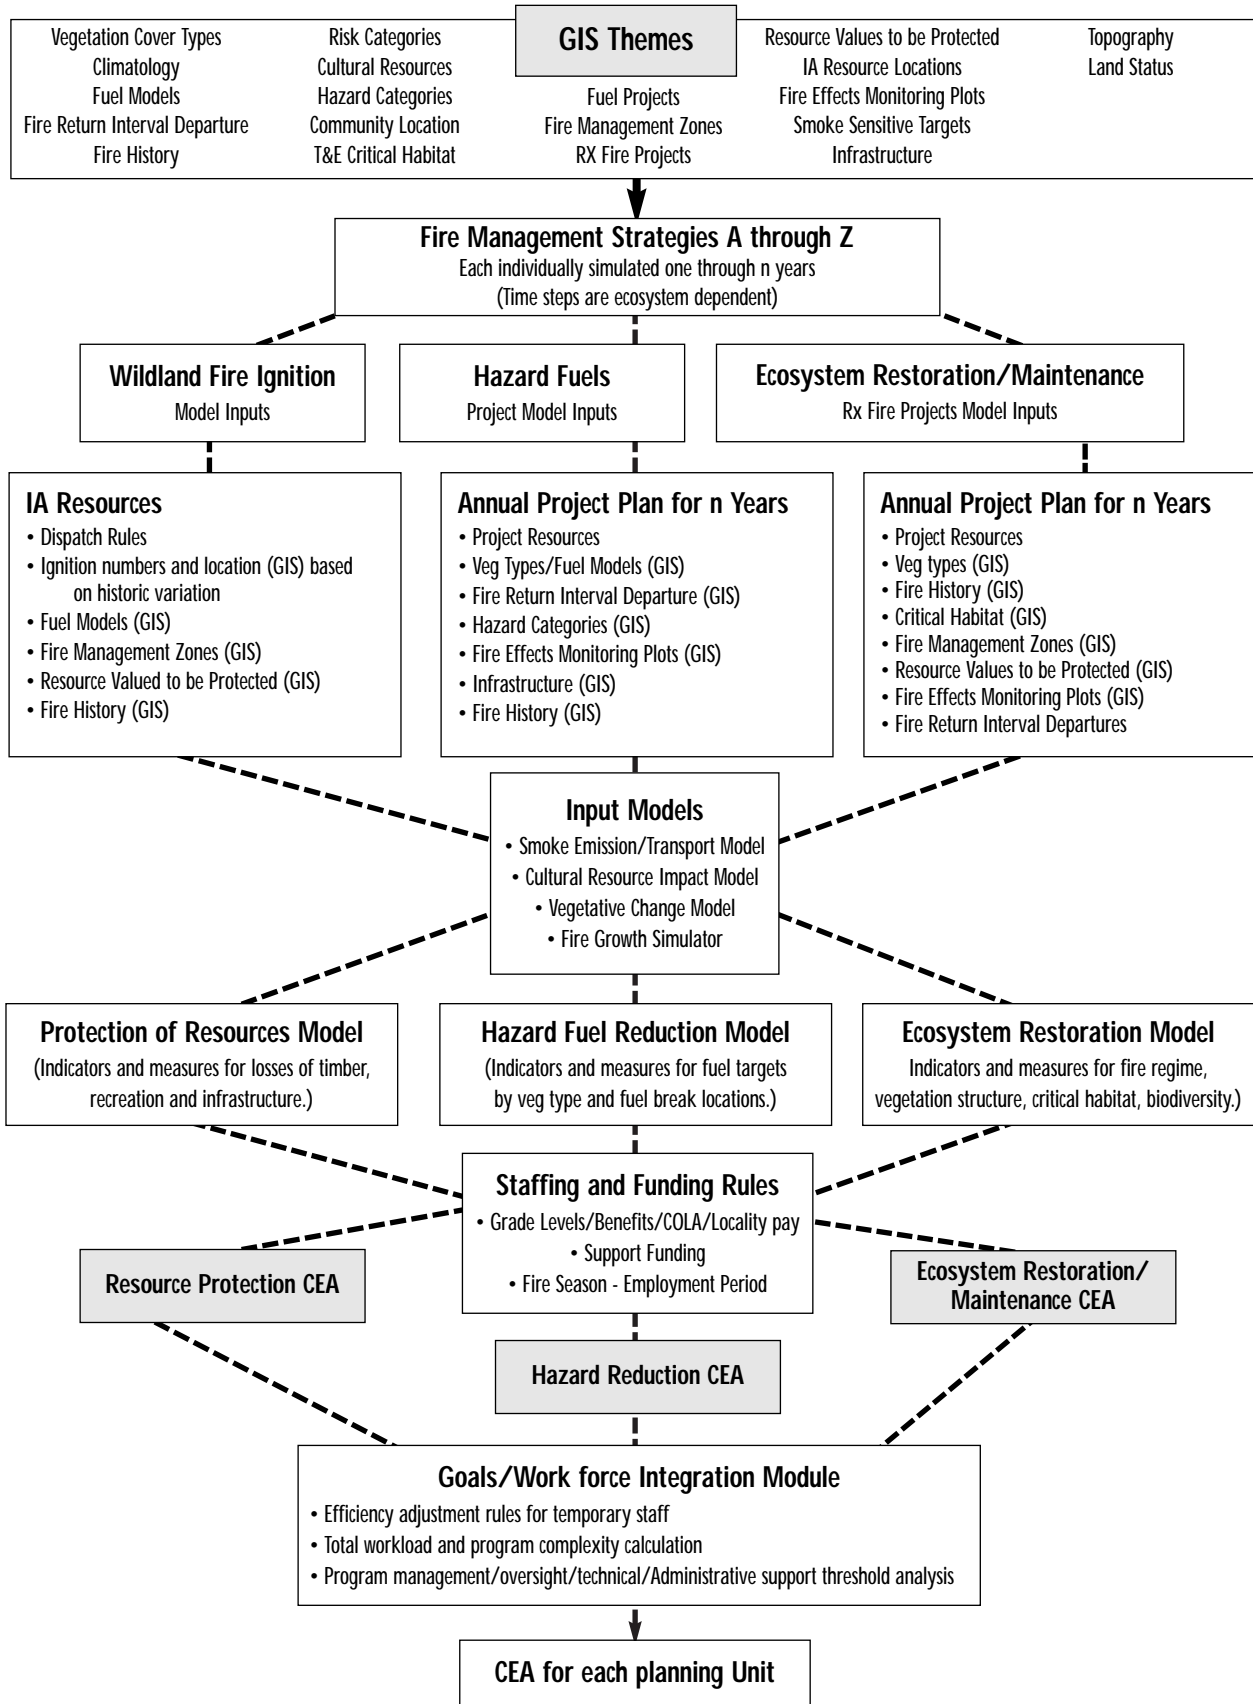 GIS Themes
Vegetation Cover Types
Climatology
Fuel Models
Fire Return Interval Departure
Fire History
Risk Categories
Cultural Resources
Hazard Categories
Community Location
T&E Critical Habitat
Fuel Projects
Fire Management Zones
RX Fire Projects
Resource Values to be Protected
IA Resource Locations
Fire Effects Monitoring Plots
Smoke Sensitive Targets
Infrastructure
Topography
Land Status
Fire Management Strategies A through Z
Each individually simulated one through n years
(Time steps are ecosystem dependent)
Wildland Fire Ignition
Model Inputs
Hazard Fuels
Project Model Inputs
Ecosystem Restoration/Maintenance
Rx Fire Projects Model Inputs
IA Resources
• Dispatch Rules
• Ignition numbers and location (GIS) based
on historic variation
• Fuel Models (GIS)
• Fire Management Zones (GIS)
• Resource Valued to be Protected (GIS)
• Fire History (GIS)
Annual Project Plan for n Years
• Project Resources
• Veg Types/Fuel Models (GIS)
• Fire Return Interval Departure (GIS)
• Hazard Categories (GIS)
• Fire Effects Monitoring Plots (GIS)
• Infrastructure (GIS)
• Fire History (GIS)
Annual Project Plan for n Years
• Project Resources
• Veg types (GIS)
• Fire History (GIS)
• Critical Habitat (GIS)
• Fire Management Zones (GIS)
• Resource Values to be Protected (GIS)
• Fire Effects Monitoring Plots (GIS)
• Fire Return Interval Departures
Input Models
• Smoke Emission/Transport Model
• Cultural Resource Impact Model
• Vegetative Change Model
• Fire Growth Simulator
Protection of Resources Model
(Indicators and measures for losses of timber,
recreation and infrastructure.)
Hazard Fuel Reduction Model
(Indicators and measures for fuel targets
by veg type and fuel break locations.)
Ecosystem Restoration Model
Indicators and measures for fire regime,
vegetation structure, critical habitat, biodiversity.)
Staffing and Funding Rules
• Grade Levels/Benefits/COLA/Locality pay
• Support Funding
• Fire Season - Employment Period
Resource Protection CEA
Ecosystem Restoration/
Maintenance CEA
Hazard Reduction CEA
Goals/Work force Integration Module
• Efficiency adjustment rules for temporary staff
• Total workload and program complexity calculation
• Program management/oversight/technical/Administrative support threshold analysis
CEA for each planning Unit